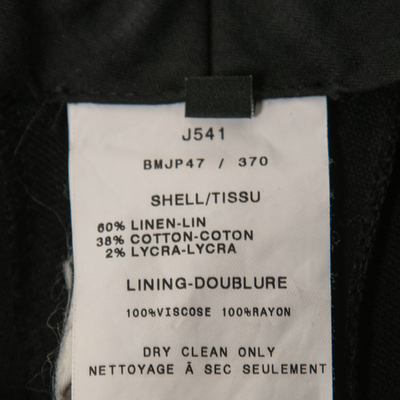 J541
BMJP47 / 370
SHELL/TISSU
60% LINEN-LIN
38% COTTON-COTON
2% LYCRA-LYCRA
LINING-DOUBLURE
100%VISCOSE 100%RAYON
DRY CLEAN ONLY
NETTOYAGE Ã SEC SEULEMENT